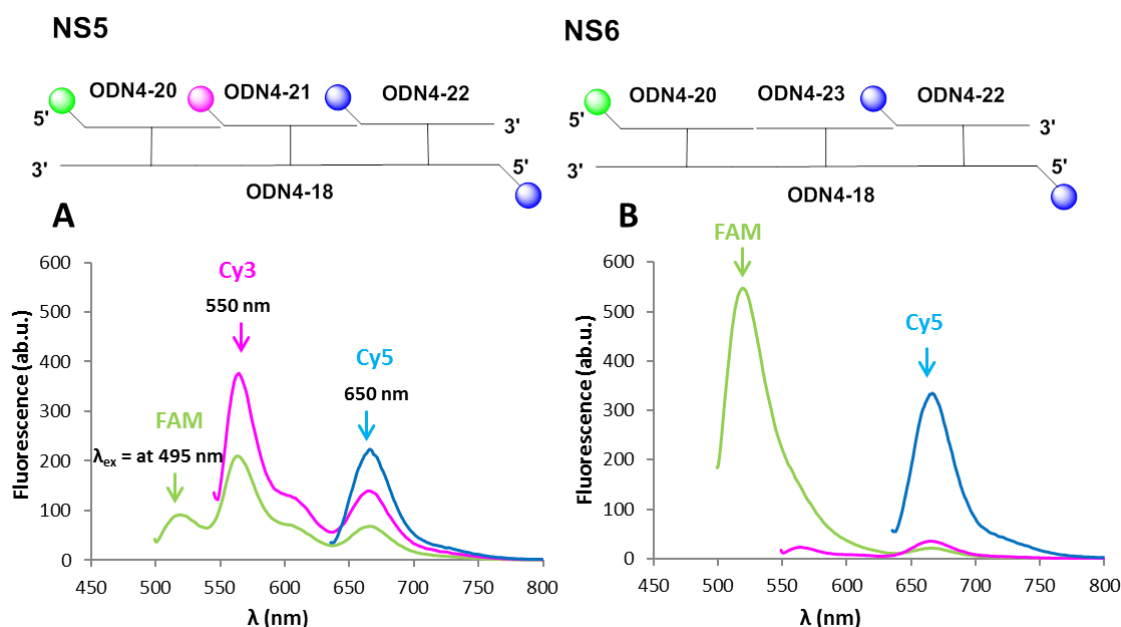 NS5
ODN4-20 ODN4-21 ODN4-22
5'
3'
3'
5'
ODN4-18
NS6
ODN4-20 ODN4-23 ODN4-22
5'
3'
3'
5'
ODN4-18
A
Cy3
550 nm
Cy5
650 nm
FAM
λex = at 495 nm
Fluorescence (ab.u.)
600
500
400
300
200
100
0
450 500 550 600 650 700 750 800
λ (nm)
B
FAM
Cy5
Fluorescence (ab.u.)
600
500
400
300
200
100
0
450 500 550 600 650 700 750 800
λ (nm)